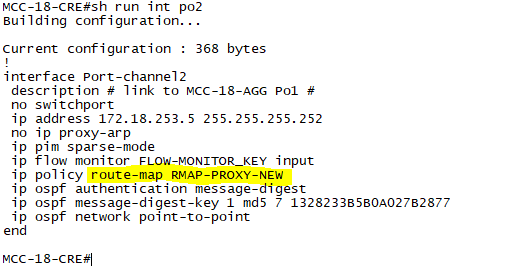 MCC-18-CRE#sh run int po2
Building configuration...
Current configuration : 368 bytes
!
interface Port-channel2
description # link to MCC-18-AGG Po1 #
no switchport
ip address 172.18.253.5 255.255.255.252
no ip proxy-arp
ip pim sparse-mode
ip flow monitor FLOW-MONITOR_KEY input
ip policy route-map RMAP-PROXY-NEW
ip ospf authentication message-digest
ip ospf message-digest-key 1 md5 7 1328233B5B0A027B2877
ip ospf network point-to-point
end
MCC-18-CRE#